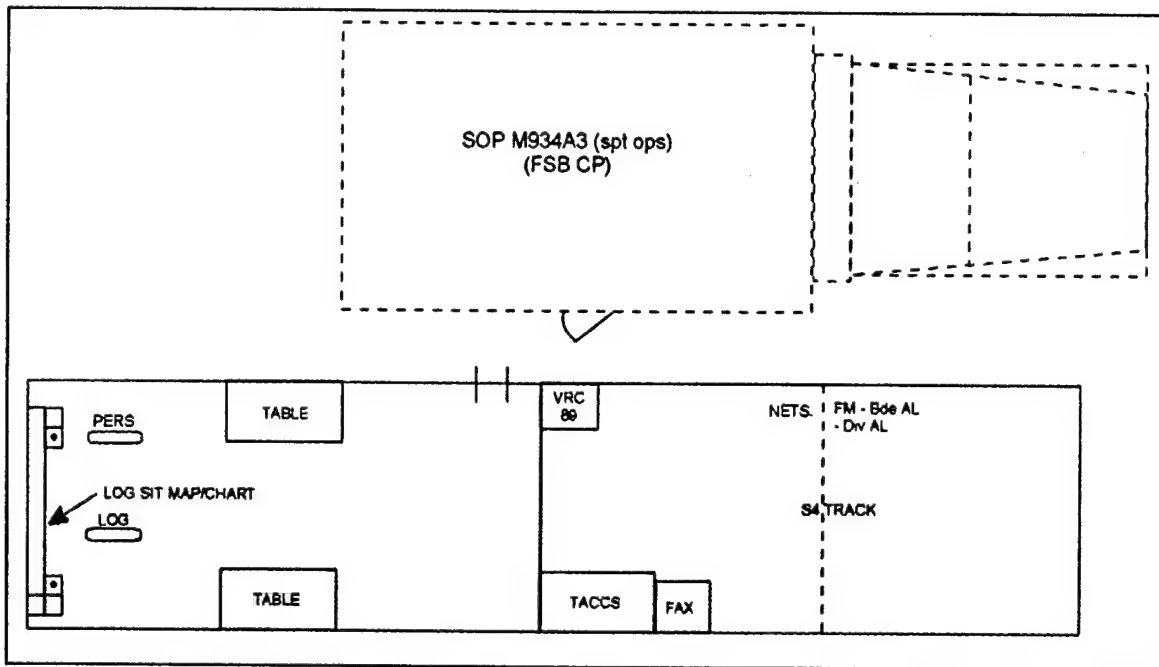 SOP M934A3 (spt ops)
(FSB CP)
PERS
TABLE
VRC
89
NETS. FM - Bde AL
- Div AL
LOG SIT MAP/CHART
LOG
S4 TRACK
TABLE
TACCS
FAX